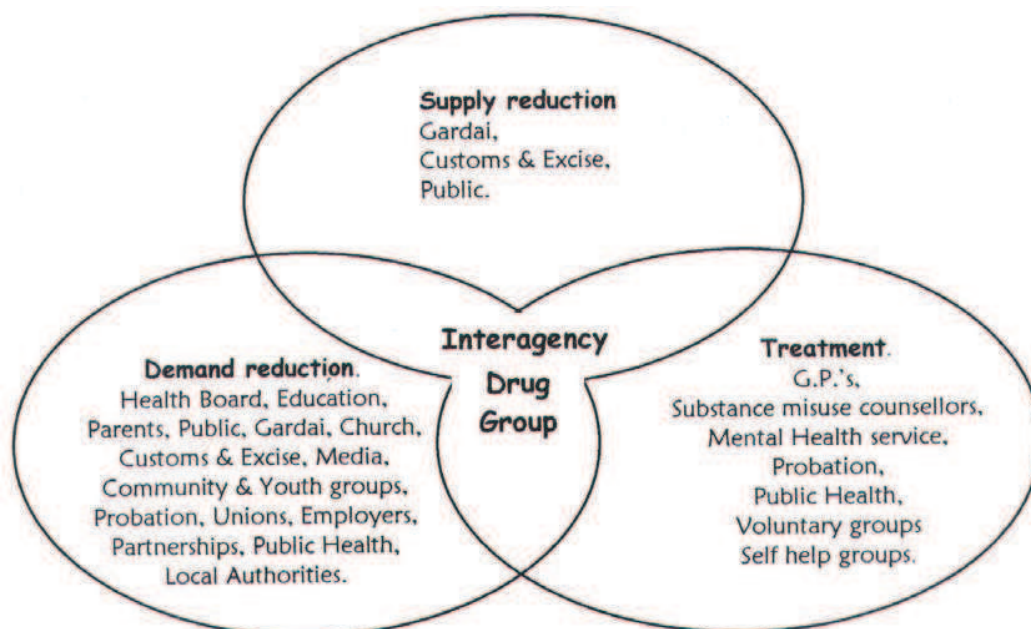 Supply reduction
Gardai,
Customs & Excise,
Public.
Interagency
Drug
Group
Demand reduction.
Health Board, Education,
Parents, Public, Gardai, Church,
Customs & Excise, Media,
Community & Youth groups,
Probation, Unions, Employers,
Partnerships, Public Health,
Local Authorities.
Treatment.
G.P.'s,
Substance misuse counsellors,
Mental Health service,
Probation,
Public Health,
Voluntary groups
Self help groups.